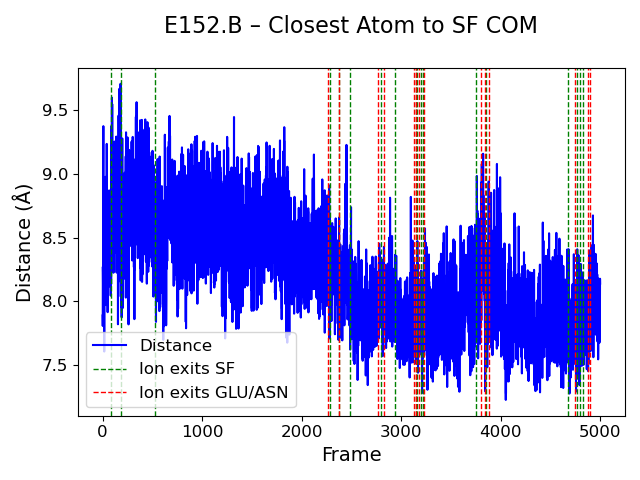 E152.B – Closest Atom to SF COM
Distance (Å)
9.5
9.0
8.5
8.0
7.5
Distance
Ion exits SF
Ion exits GLU/ASN
0
1000
2000
3000
4000
5000
Frame